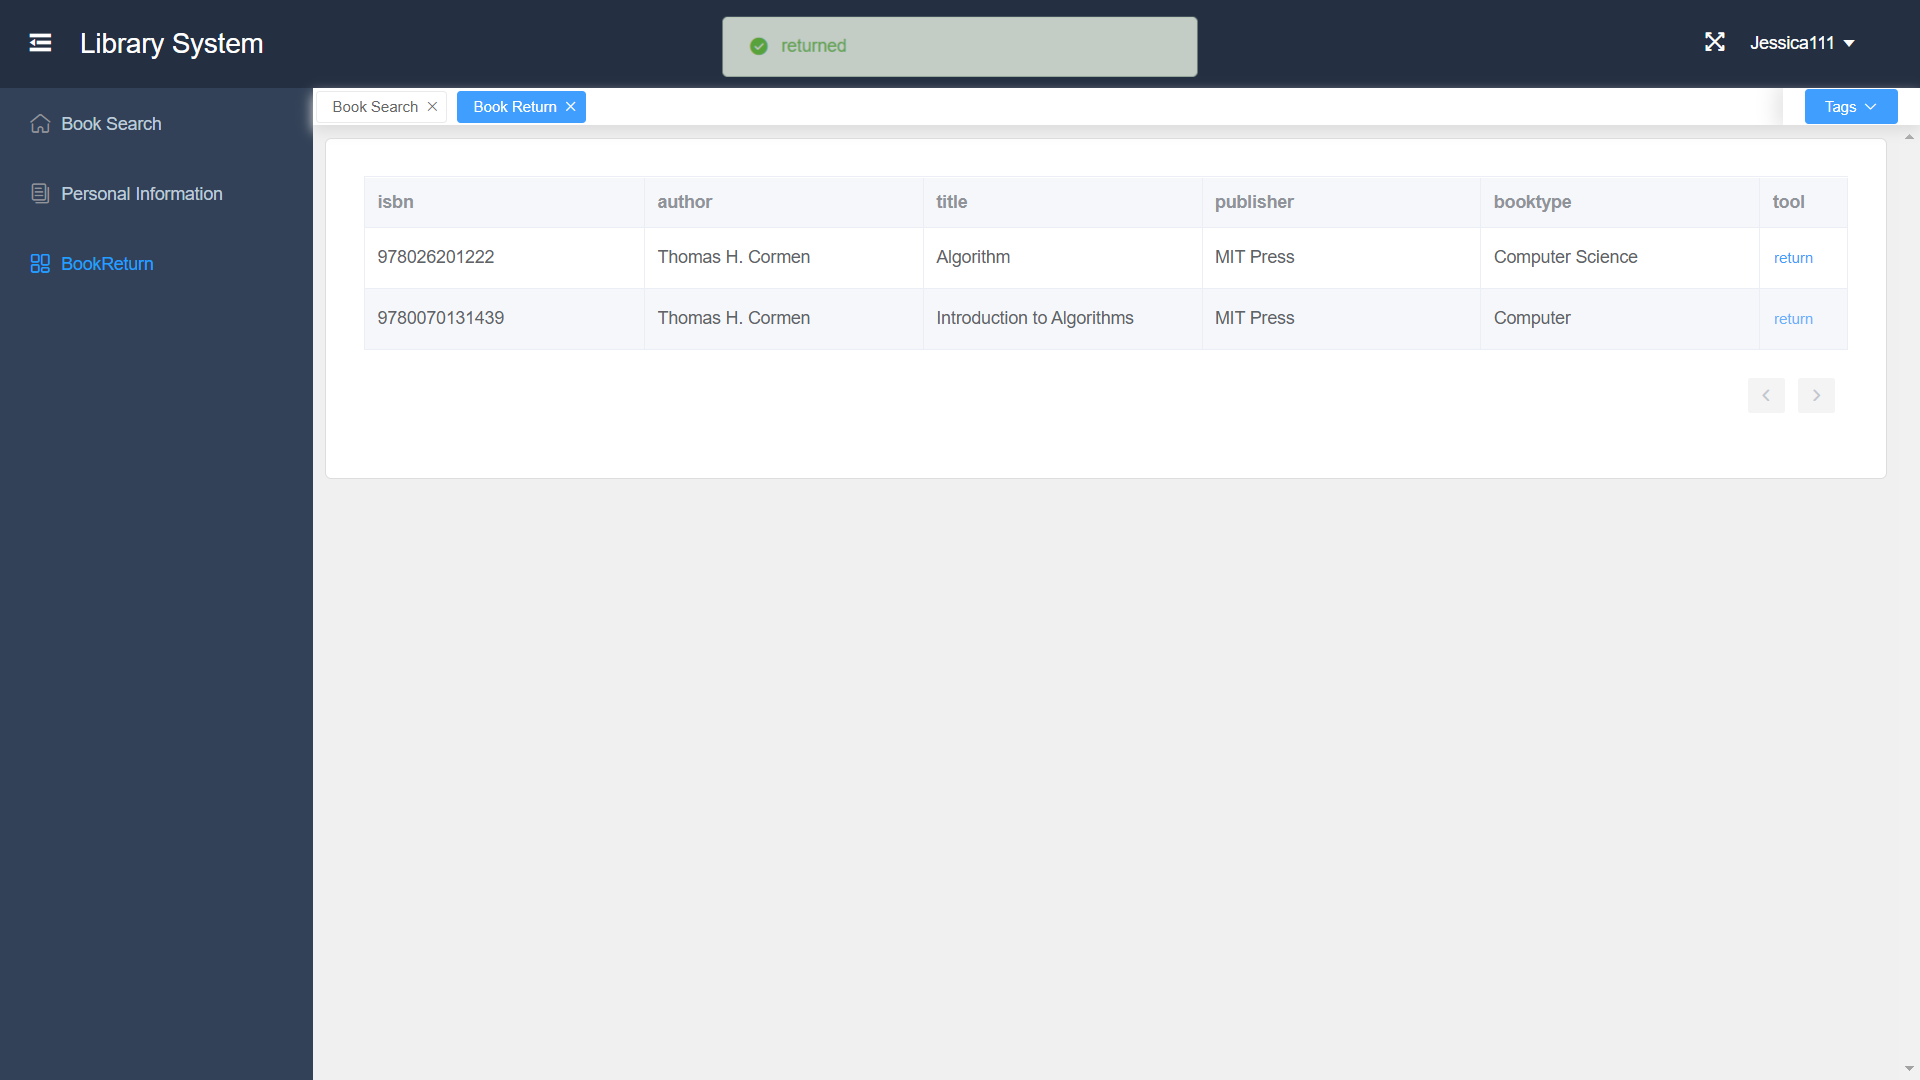 Library System
returned
Jessica111
Book Search
Personal Information
BookReturn
Book Search
Book Return
Tags
isbn author title publisher booktype tool
978026201222 Thomas H. Cormen Algorithm MIT Press Computer Science return
9780070131439 Thomas H. Cormen Introduction to Algorithms MIT Press Computer return